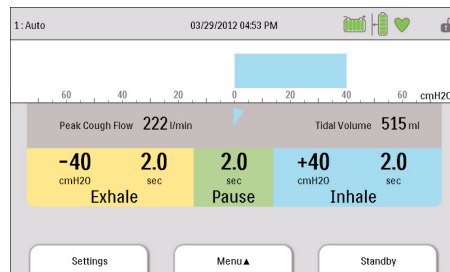 1: Auto 03/29/2012 04:53 PM
60 40 20 0 20 40 60 cmH2O
Peak Cough Flow 222 l/min Tidal Volume 515 ml
-40 2.0 2.0 +40 2.0
cmH2O sec sec cmH2O sec
Exhale Pause Inhale
Settings Menu▲ Standby